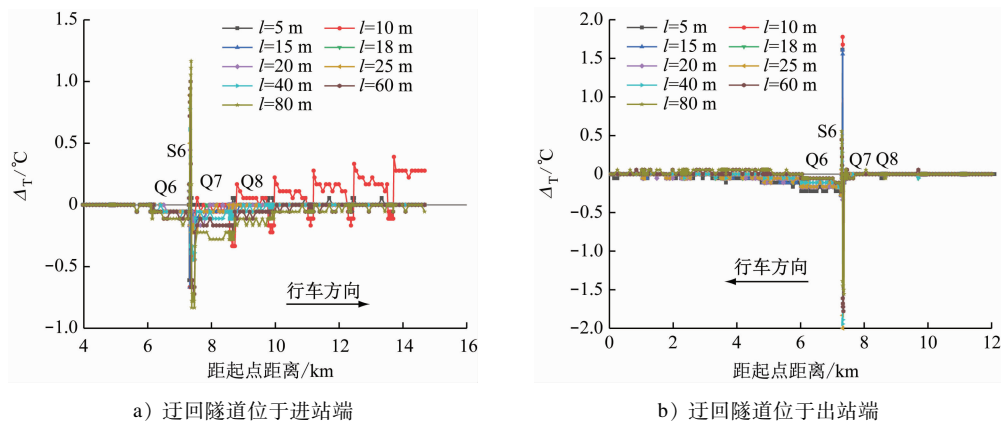 1.5
1.0
0.5
0
−0.5
−1.0
Δ_T/℃
l=5 m
l=10 m
l=15 m
l=18 m
l=20 m
l=25 m
l=40 m
l=60 m
l=80 m
S6
Q6
Q7
Q8
行车方向
4
6
8
10
12
14
16
距起点距离/km
a）迂回隧道位于进站端
2.0
1.5
1.0
0.5
0
−0.5
−1.0
−1.5
−2.0
Δ_T/℃
l=5 m
l=10 m
l=15 m
l=18 m
l=20 m
l=25 m
l=40 m
l=60 m
l=80 m
S6
Q6
Q7
Q8
行车方向
0
2
4
6
8
10
12
距起点距离/km
b）迂回隧道位于出站端